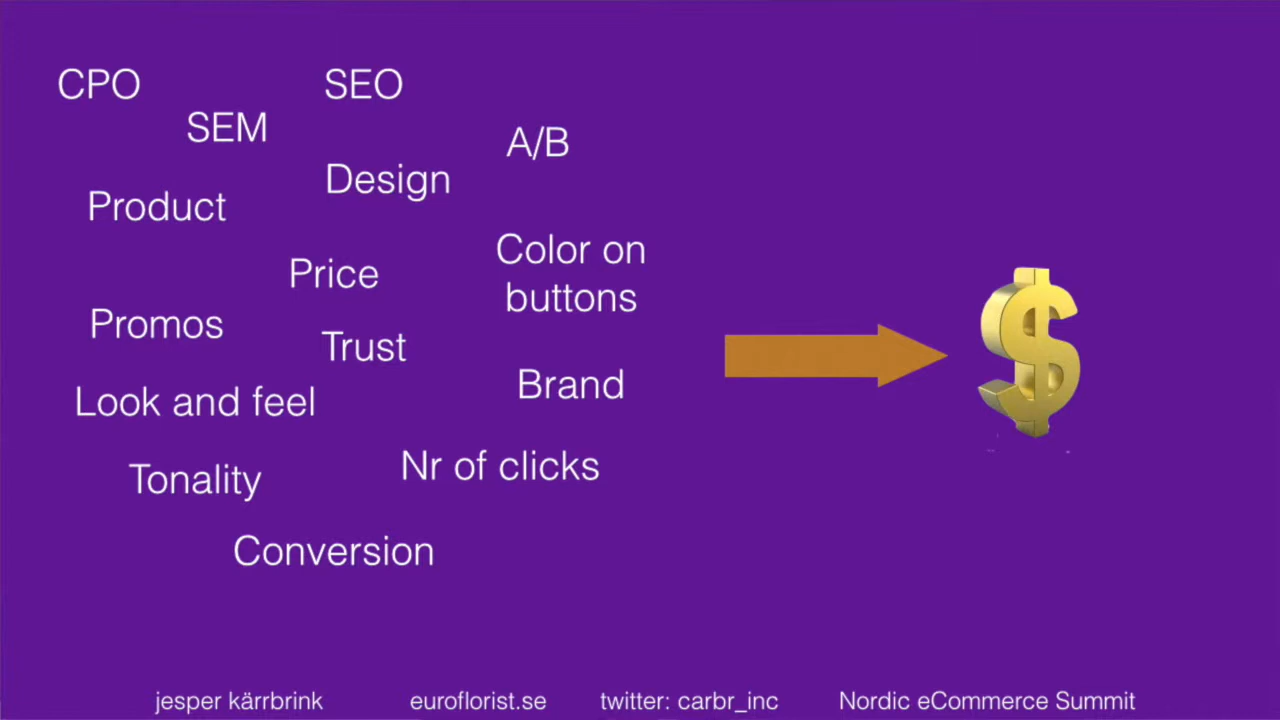 CPO
SEO
SEM
A/B
Design
Product
Color on
buttons
Price
Promos
Trust
Brand
Look and feel
Nr of clicks
Tonality
Conversion
jesper kärrbrink
euroflorist.se
twitter: carbr_inc
Nordic eCommerce Summit